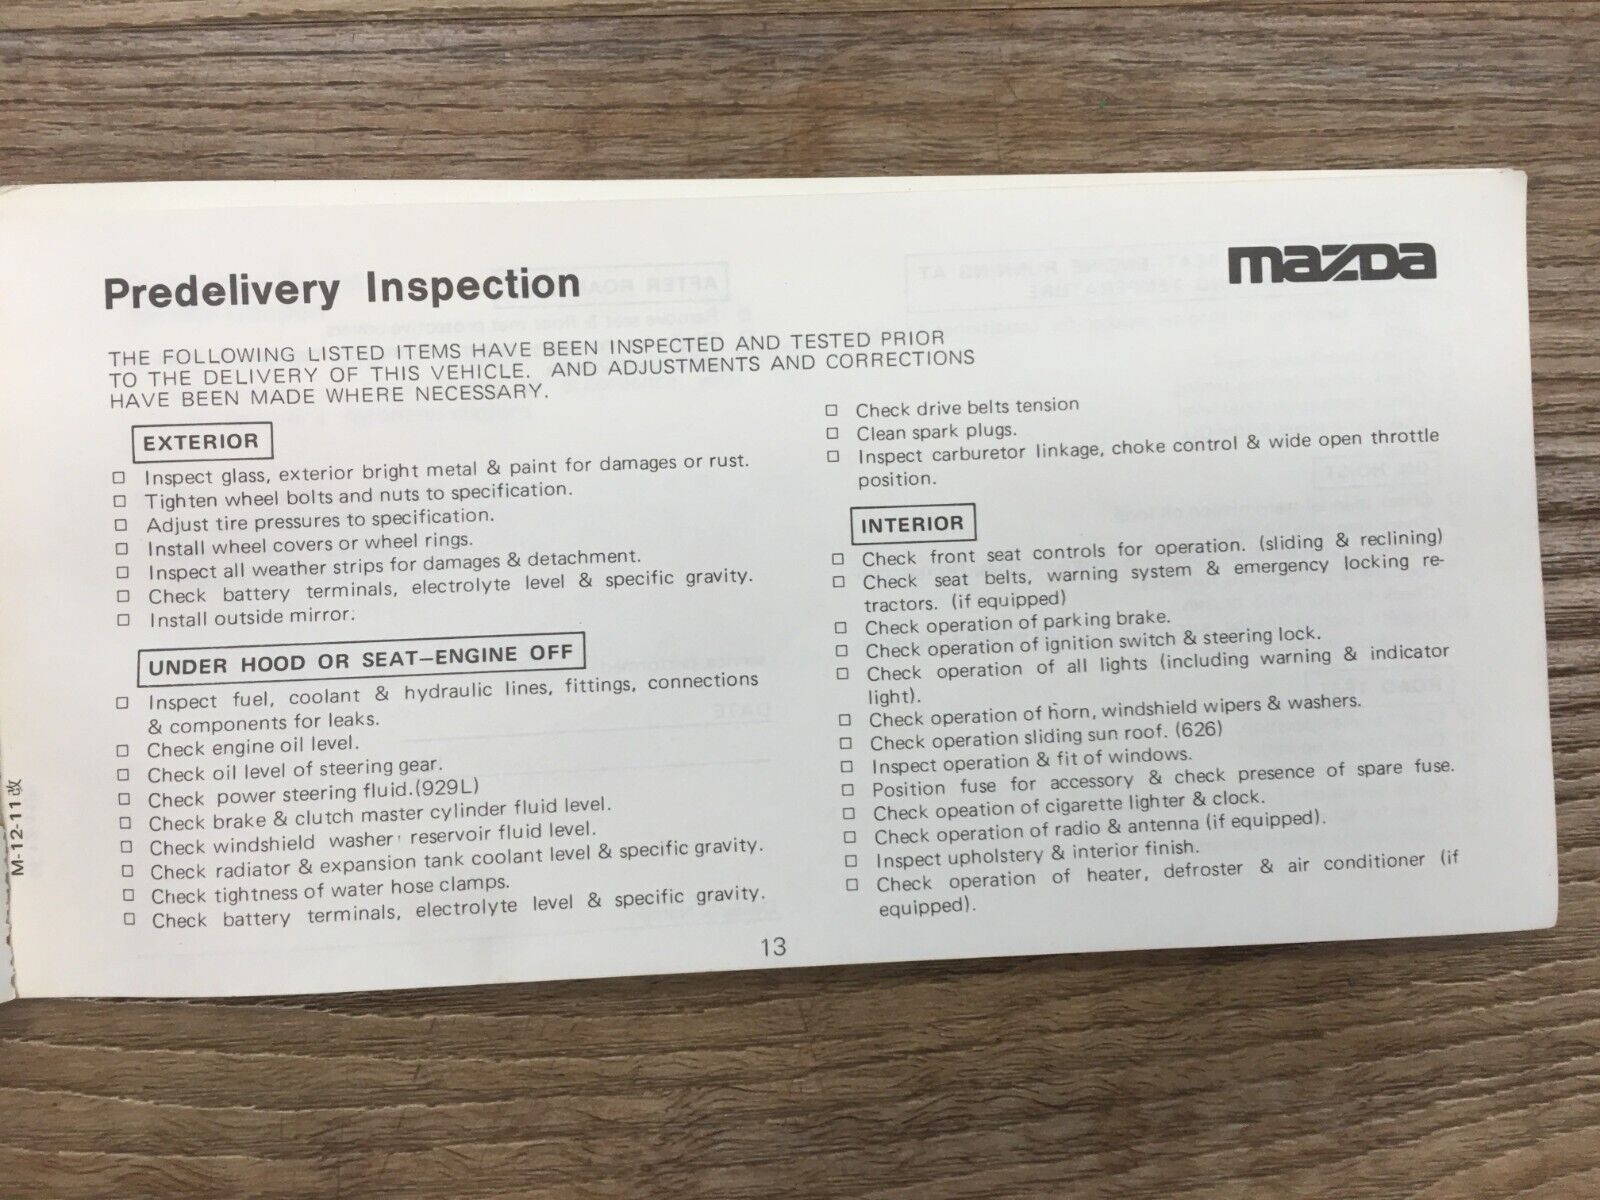 mazda
Predelivery Inspection
THE FOLLOWING LISTED ITEMS HAVE BEEN INSPECTED AND TESTED PRIOR
TO THE DELIVERY OF THIS VEHICLE. AND ADJUSTMENTS AND CORRECTIONS
HAVE BEEN MADE WHERE NECESSARY.
EXTERIOR
□ Inspect glass, exterior bright metal & paint for damages or rust.
□ Tighten wheel bolts and nuts to specification.
□ Adjust tire pressures to specification.
□ Install wheel covers or wheel rings.
□ Inspect all weather strips for damages & detachment.
□ Check battery terminals, electrolyte level & specific gravity.
□ Install outside mirror.
UNDER HOOD OR SEAT–ENGINE OFF
□ Inspect fuel, coolant & hydraulic lines, fittings, connections
& components for leaks.
□ Check engine oil level.
□ Check oil level of steering gear.
□ Check power steering fluid.(929L)
□ Check brake & clutch master cylinder fluid level.
□ Check windshield washer reservoir fluid level.
□ Check radiator & expansion tank coolant level & specific gravity.
□ Check tightness of water hose clamps.
□ Check battery terminals, electrolyte level & specific gravity.
□ Check drive belts tension
□ Clean spark plugs.
□ Inspect carburetor linkage, choke control & wide open throttle
position.
INTERIOR
□ Check front seat controls for operation. (sliding & reclining)
□ Check seat belts, warning system & emergency locking re-
tractors. (if equipped)
□ Check operation of parking brake.
□ Check operation of ignition switch & steering lock.
□ Check operation of all lights (including warning & indicator
light).
□ Check operation of horn, windshield wipers & washers.
□ Check operation sliding sun roof. (626)
□ Inspect operation & fit of windows.
□ Position fuse for accessory & check presence of spare fuse.
□ Check opeation of cigarette lighter & clock.
□ Check operation of radio & antenna (if equipped).
□ Inspect upholstery & interior finish.
□ Check operation of heater, defroster & air conditioner (if
equipped).
M-12-11改
13